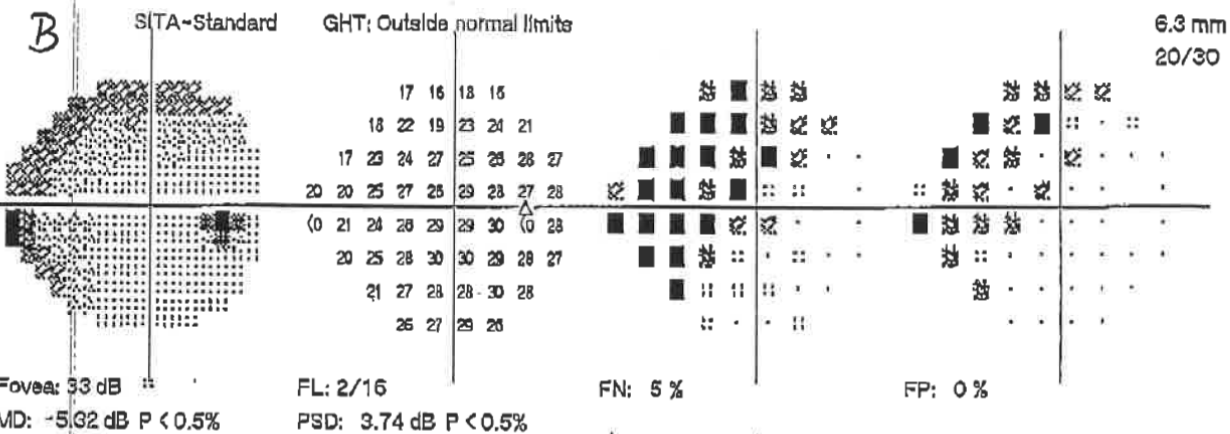 B
SITA-Standard GHT: Outside normal limits 6.3 mm
20/30
17 16 18 15
18 22 19 23 24 21
17 23 24 27 25 26 28 27
20 20 25 27 25 29 28 27 28
<0 21 24 26 29 29 30 <0 28
20 25 28 30 30 29 28 27
21 27 28 28 30 28
26 27 29 26
Fovea: 33 dB FL: 2/16 FN: 5 % FP: 0 %
MD: -5.32 dB P < 0.5% PSD: 3.74 dB P < 0.5%